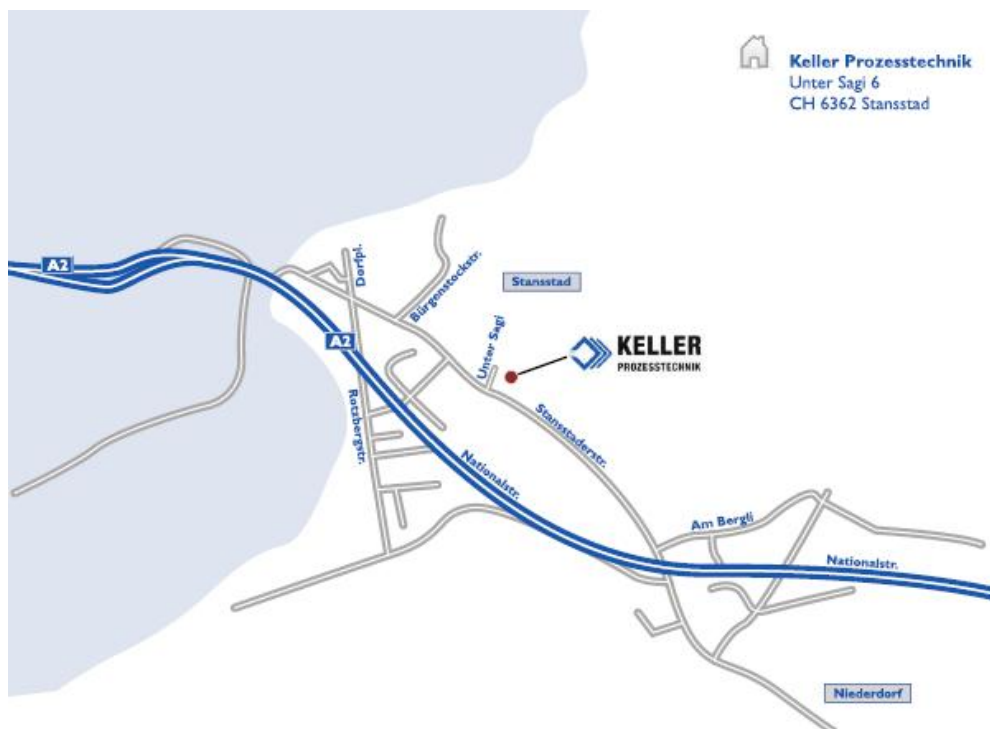 Keller Prozesstechnik
Unter Sagi 6
CH 6362 Stansstad
A2
Dorfpl.
Bürgenstockstr.
Stansstad
A2
Unter Sagi
KELLER
PROZESSTECHNIK
Rotzbergstr.
Stansstaderstr.
Nationalstr.
Am Bergli
Nationalstr.
Niederdorf